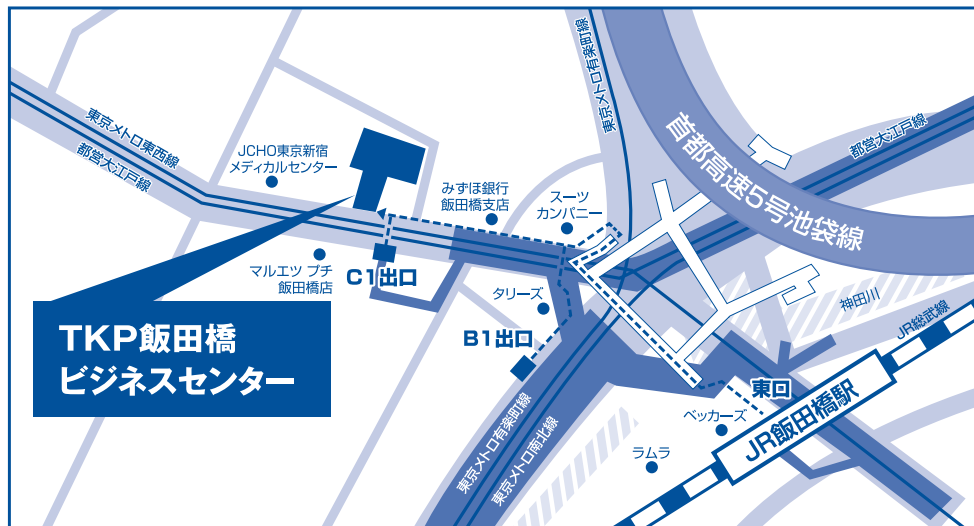 東京メトロ有楽町線
首都高速5号池袋線
都営大江戸線
東京メトロ東西線
都営大江戸線
JCHO東京新宿
メディカルセンター
みずほ銀行
飯田橋支店
スーツ
カンパニー
マルエツ プチ
飯田橋店
C1出口
タリーズ
B1出口
神田川
JR総武線
TKP飯田橋
ビジネスセンター
東口
JR飯田橋駅
ベッカーズ
ラムラ
東京メトロ有楽町線
東京メトロ南北線